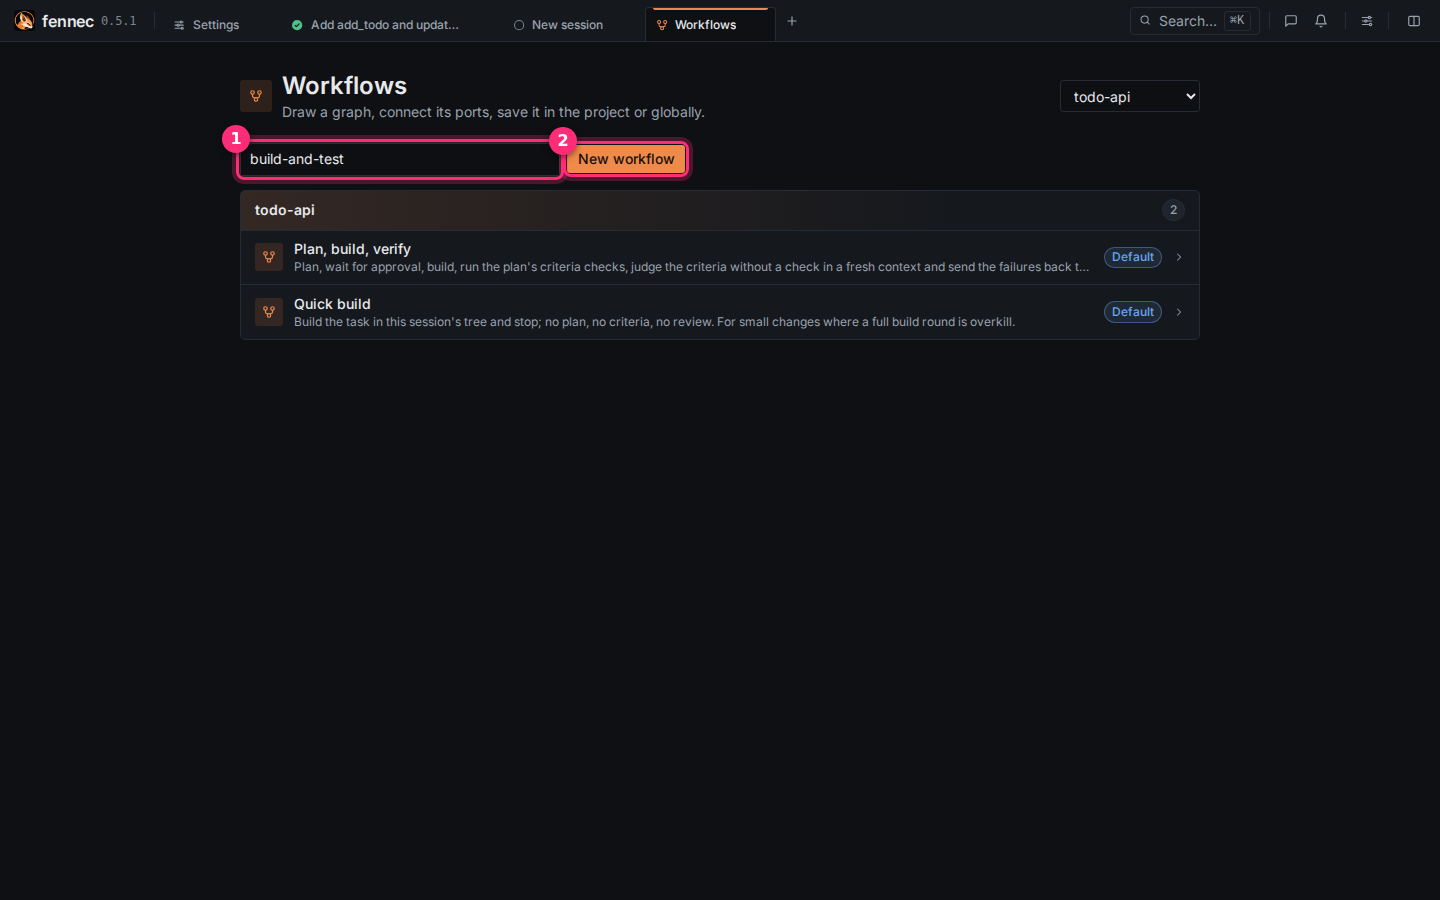 fennec 0.5.1
Settings
Add add_todo and updat...
New session
Workflows
Search... ⌘K
Workflows
Draw a graph, connect its ports, save it in the project or globally.
todo-api
1
2
build-and-test
New workflow
todo-api
2
Plan, build, verify
Plan, wait for approval, build, run the plan's criteria checks, judge the criteria without a check in a fresh context and send the failures back t...
Default
Quick build
Build the task in this session's tree and stop; no plan, no criteria, no review. For small changes where a full build round is overkill.
Default